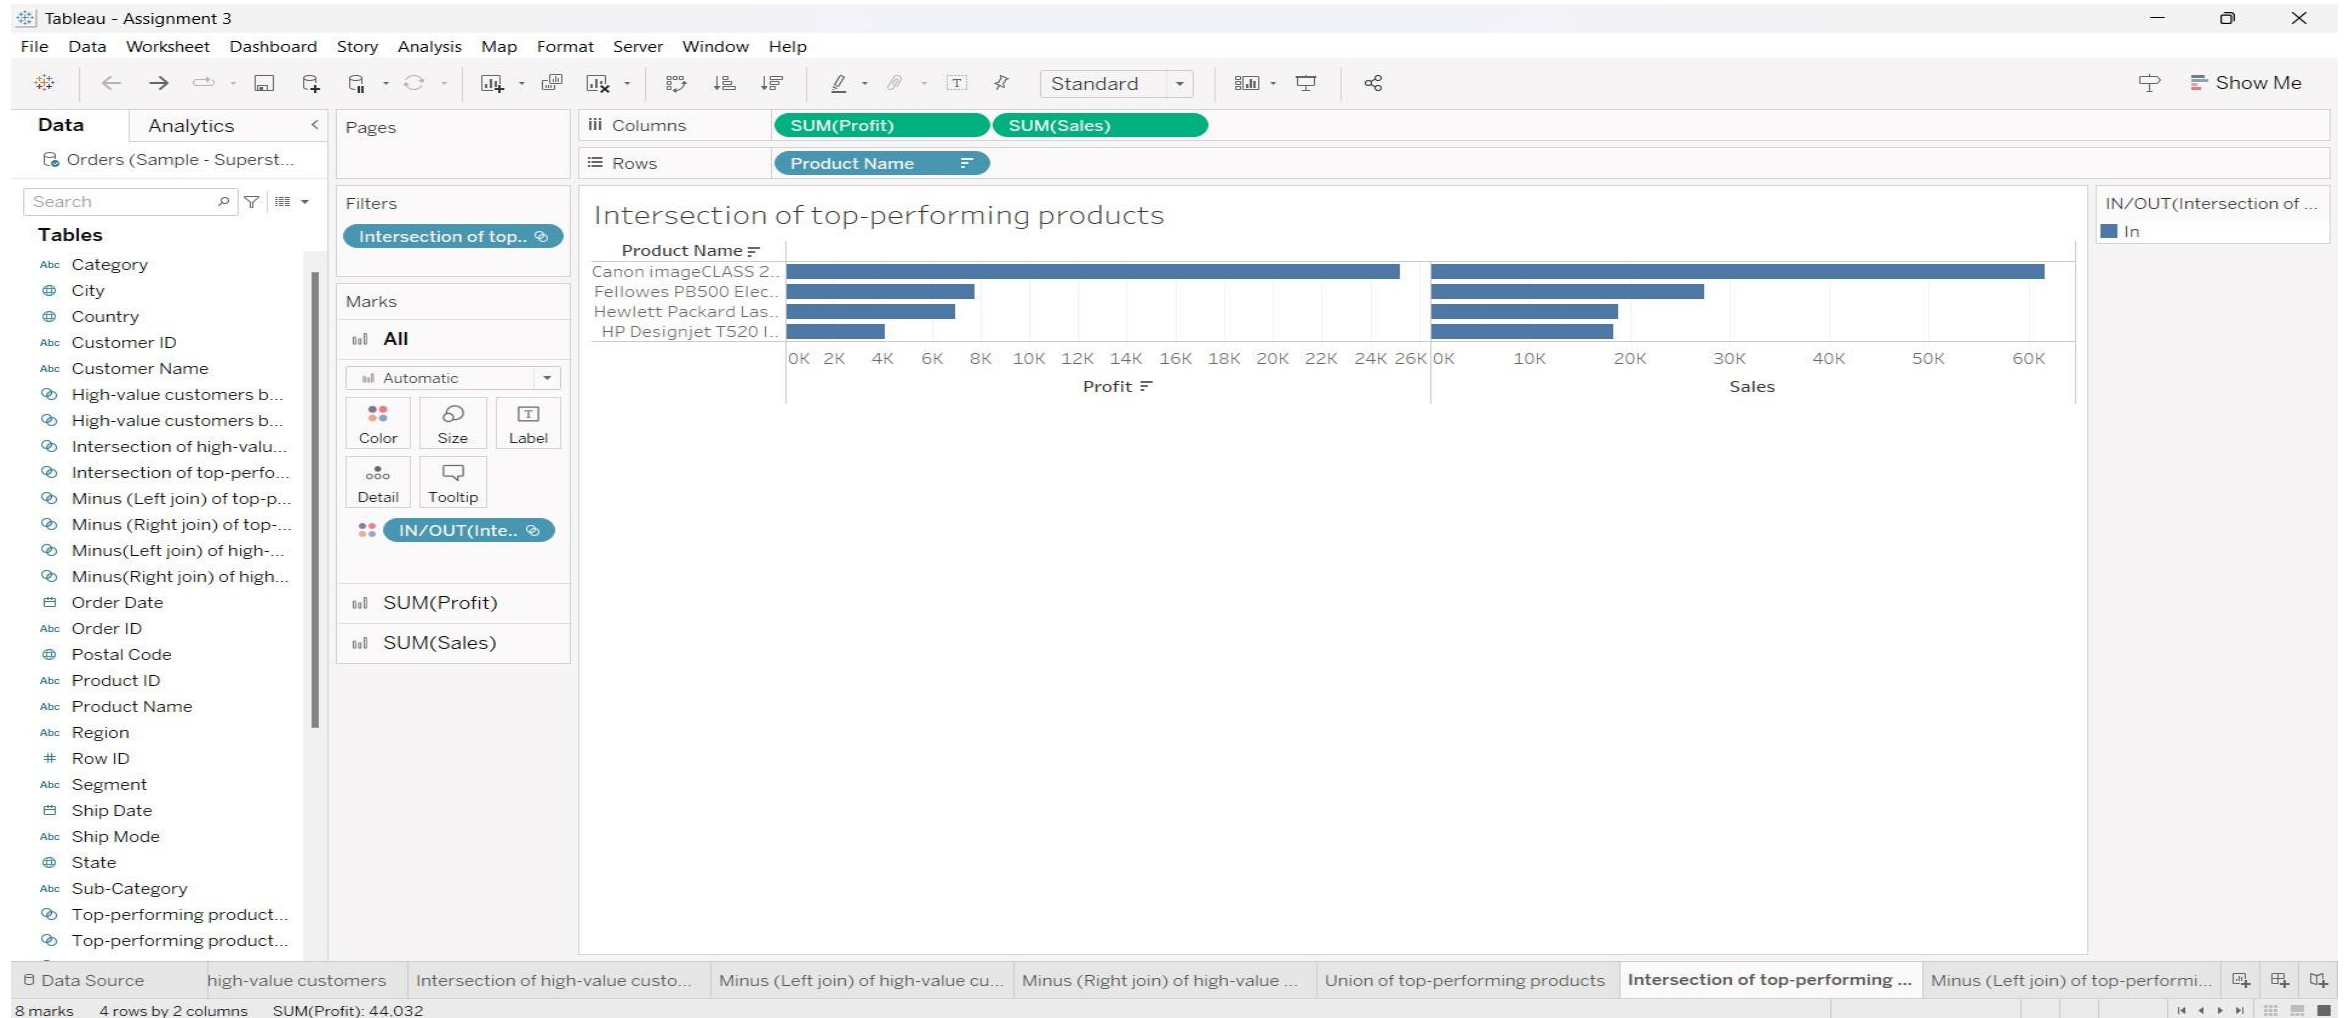 Tableau - Assignment 3
File Data Worksheet Dashboard Story Analysis Map Format Server Window Help
Standard
Show Me
Data Analytics
Orders (Sample - Superst...
Search
Tables
Abc Category
City
Country
Abc Customer ID
Abc Customer Name
High-value customers b...
High-value customers b...
Intersection of high-valu...
Intersection of top-perfo...
Minus (Left join) of top-p...
Minus (Right join) of top-...
Minus(Left join) of high-...
Minus(Right join) of high...
Order Date
Abc Order ID
Postal Code
Abc Product ID
Abc Product Name
Abc Region
# Row ID
Abc Segment
Ship Date
Abc Ship Mode
State
Abc Sub-Category
Top-performing product...
Top-performing product...
Pages
Filters
Intersection of top..
Marks
All
Automatic
Color Size Label
Detail Tooltip
IN/OUT(Inte..
SUM(Profit)
SUM(Sales)
Columns SUM(Profit) SUM(Sales)
Rows Product Name
Intersection of top-performing products
Product Name
Canon imageCLASS 2..
Fellowes PB500 Elec..
Hewlett Packard Las..
HP Designjet T520 I..
0K 2K 4K 6K 8K 10K 12K 14K 16K 18K 20K 22K 24K 26K 0K 10K 20K 30K 40K 50K 60K
Profit Sales
IN/OUT(Intersection of ...
In
Data Source high-value customers Intersection of high-value custo... Minus (Left join) of high-value cu... Minus (Right join) of high-value ... Union of top-performing products Intersection of top-performing ... Minus (Left join) of top-performi...
8 marks 4 rows by 2 columns SUM(Profit): 44,032